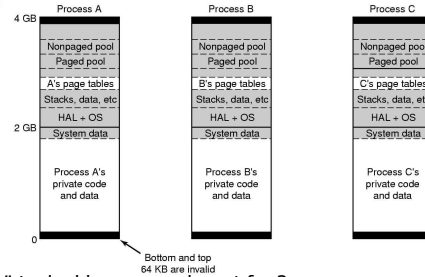 Process A
Process B
Process C
4 GB
Nonpaged pool
Nonpaged pool
Nonpaged pool
Paged pool
Paged pool
Paged pool
A's page tables
B's page tables
C's page tables
Stacks, data, etc
Stacks, data, etc
Stacks, data, etc
HAL + OS
HAL + OS
HAL + OS
2 GB
System data
System data
System data
Process A's
private code
and data
Process B's
private code
and data
Process C's
private code
and data
0
Bottom and top
64 KB are invalid